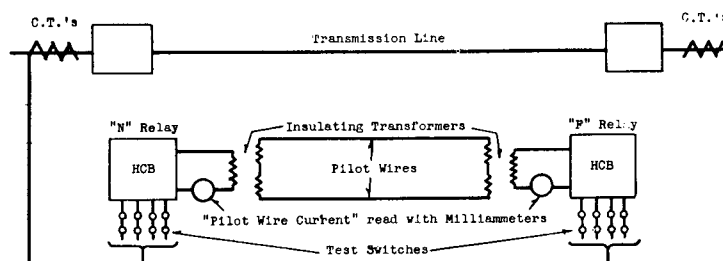 C.T.'s
C.T.'s
Transmission Line
"N" Relay
Insulating Transformers
"F" Relay
HCB
Pilot Wires
HCB
"Pilot Wire Current" read with Milliammeters
Test Switches